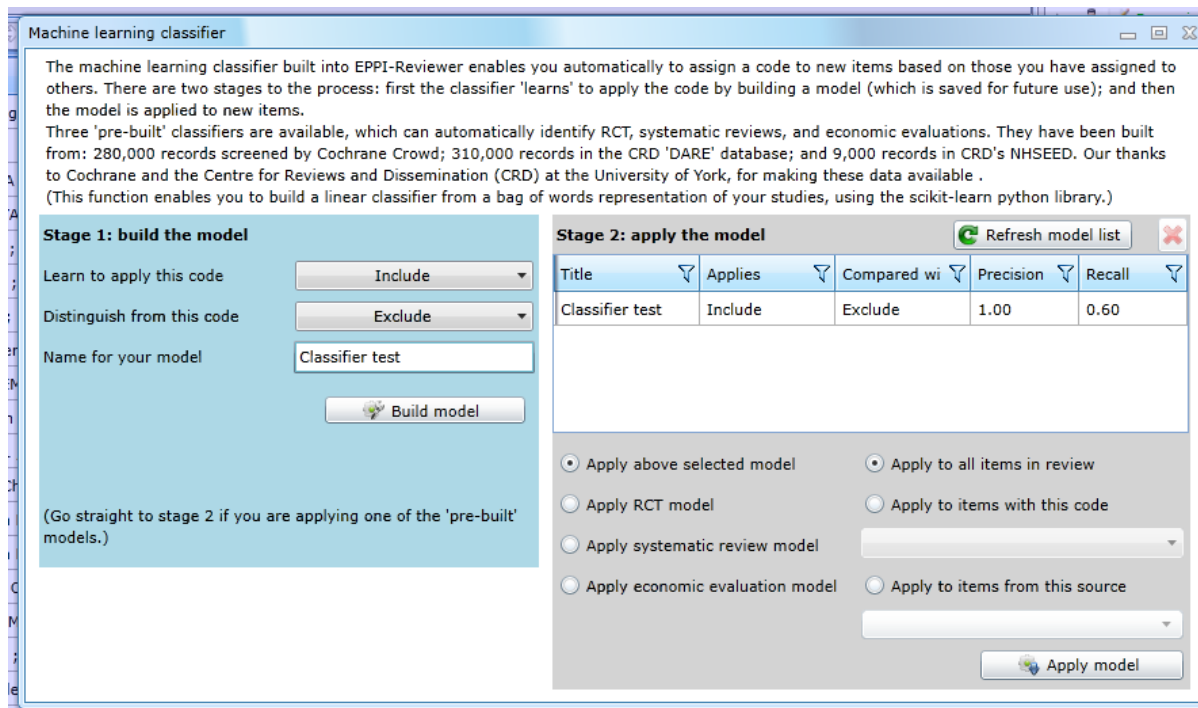 Machine learning classifier
The machine learning classifier built into EPPI-Reviewer enables you automatically to assign a code to new items based on those you have assigned to
others. There are two stages to the process: first the classifier 'learns' to apply the code by building a model (which is saved for future use); and then
the model is applied to new items.
Three 'pre-built' classifiers are available, which can automatically identify RCT, systematic reviews, and economic evaluations. They have been built
from: 280,000 records screened by Cochrane Crowd; 310,000 records in the CRD 'DARE' database; and 9,000 records in CRD's NHSEED. Our thanks
to Cochrane and the Centre for Reviews and Dissemination (CRD) at the University of York, for making these data available .
(This function enables you to build a linear classifier from a bag of words representation of your studies, using the scikit-learn python library.)
Stage 1: build the model
Learn to apply this code Include
Distinguish from this code Exclude
Name for your model Classifier test
Build model
(Go straight to stage 2 if you are applying one of the 'pre-built'
models.)
Stage 2: apply the model Refresh model list
Title Applies Compared wi Precision Recall
Classifier test Include Exclude 1.00 0.60
Apply above selected model Apply to all items in review
Apply RCT model Apply to items with this code
Apply systematic review model
Apply economic evaluation model Apply to items from this source
Apply model